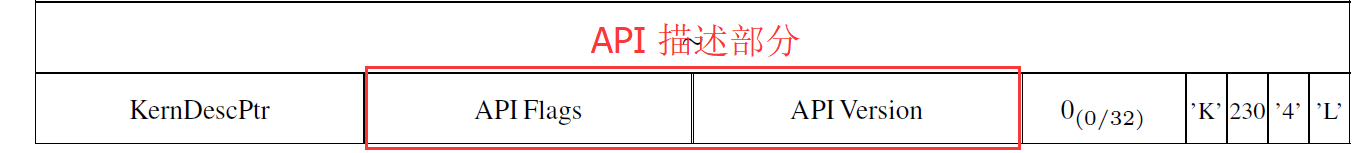 API 描述部分
~
KernDescPtr API Flags API Version 0(0/32) 'K' 230 '4' 'L'